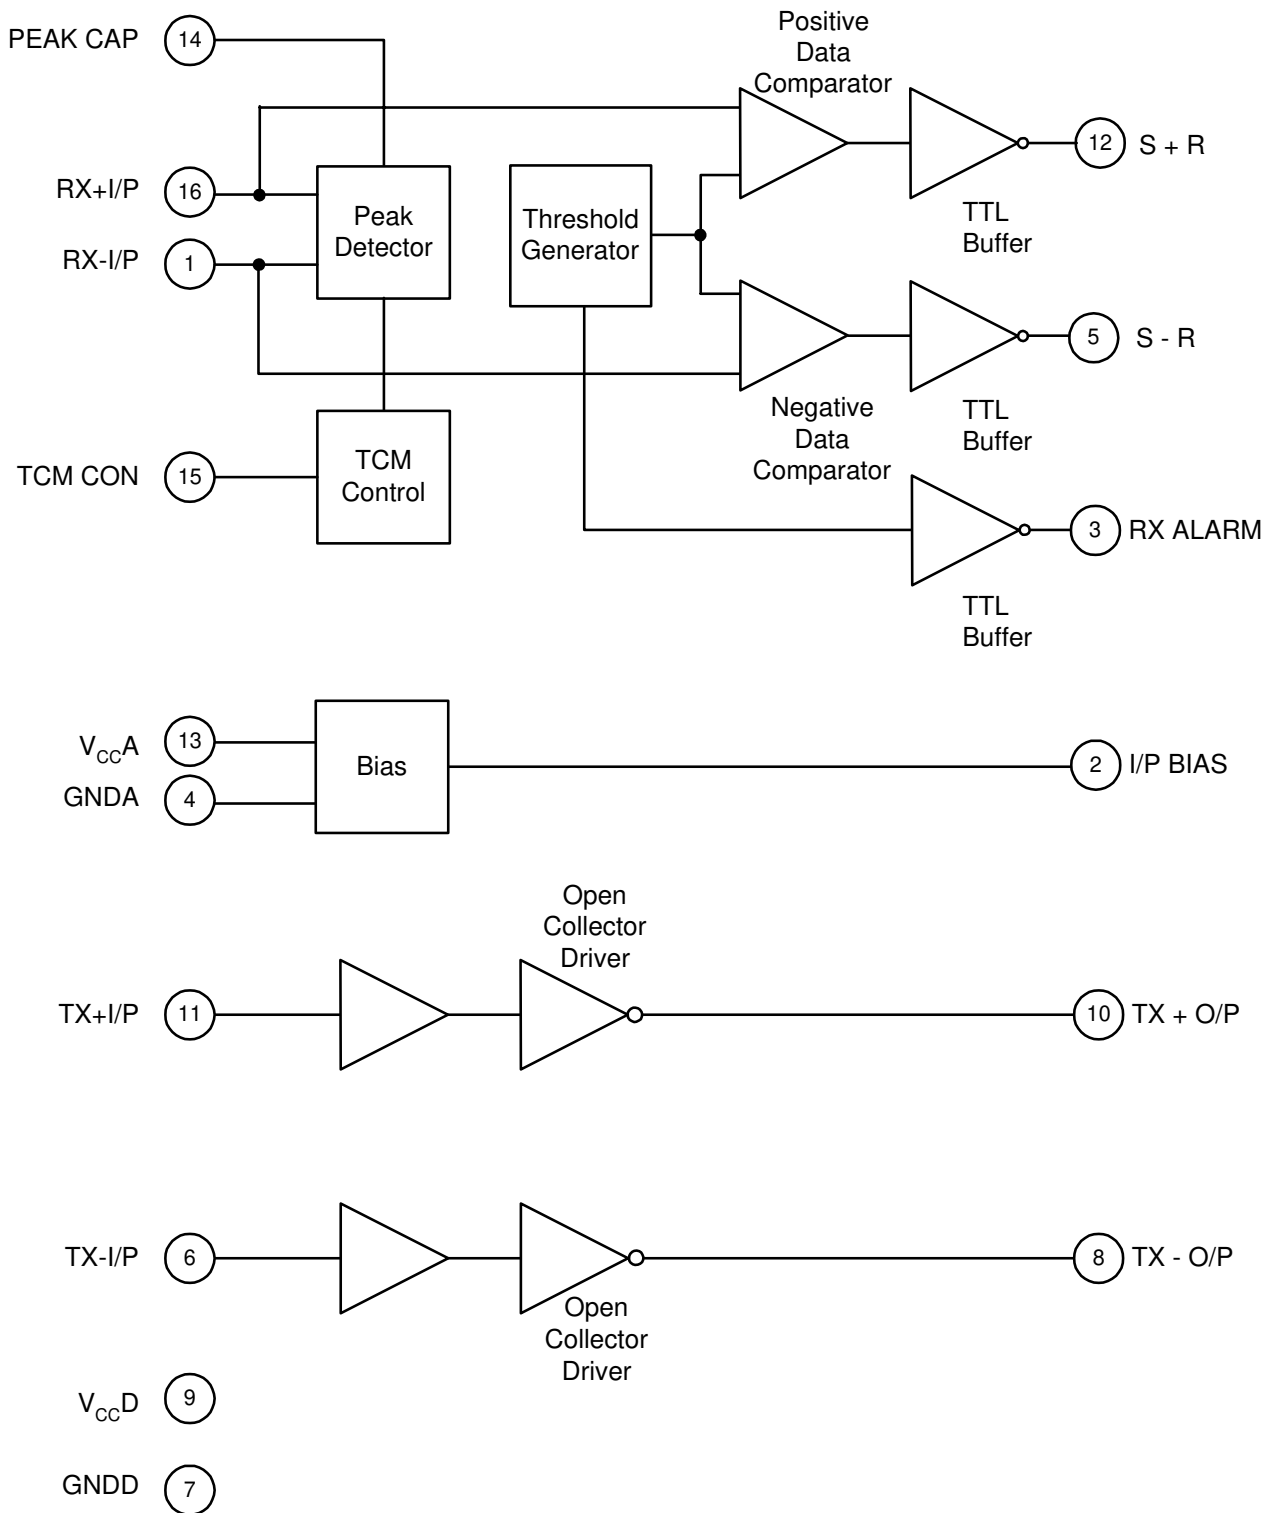 PEAK CAP 14
Positive
Data
Comparator
12 S + R
RX+I/P 16
Peak
Detector
Threshold
Generator
TTL
Buffer
RX-I/P 1
5 S - R
Negative
Data
Comparator
TTL
Buffer
TCM CON 15
TCM
Control
3 RX ALARM
TTL
Buffer
VCCA 13
Bias
2 I/P BIAS
GNDA 4
Open
Collector
Driver
TX+I/P 11
10 TX + O/P
TX-I/P 6
8 TX - O/P
Open
Collector
Driver
VCCD 9
GNDD 7